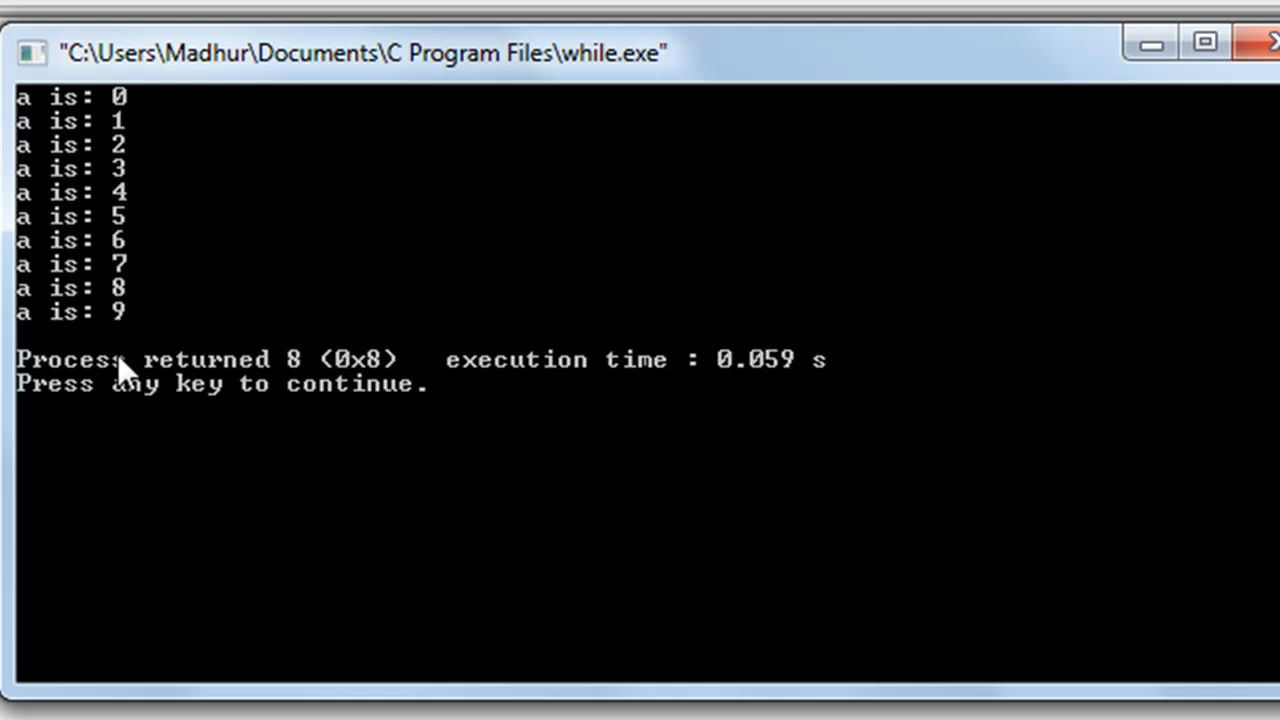 "C:\Users\Madhur\Documents\C Program Files\while.exe"
a is: 0
a is: 1
a is: 2
a is: 3
a is: 4
a is: 5
a is: 6
a is: 7
a is: 8
a is: 9
Process returned 8 (0x8)   execution time : 0.059 s
Press any key to continue.